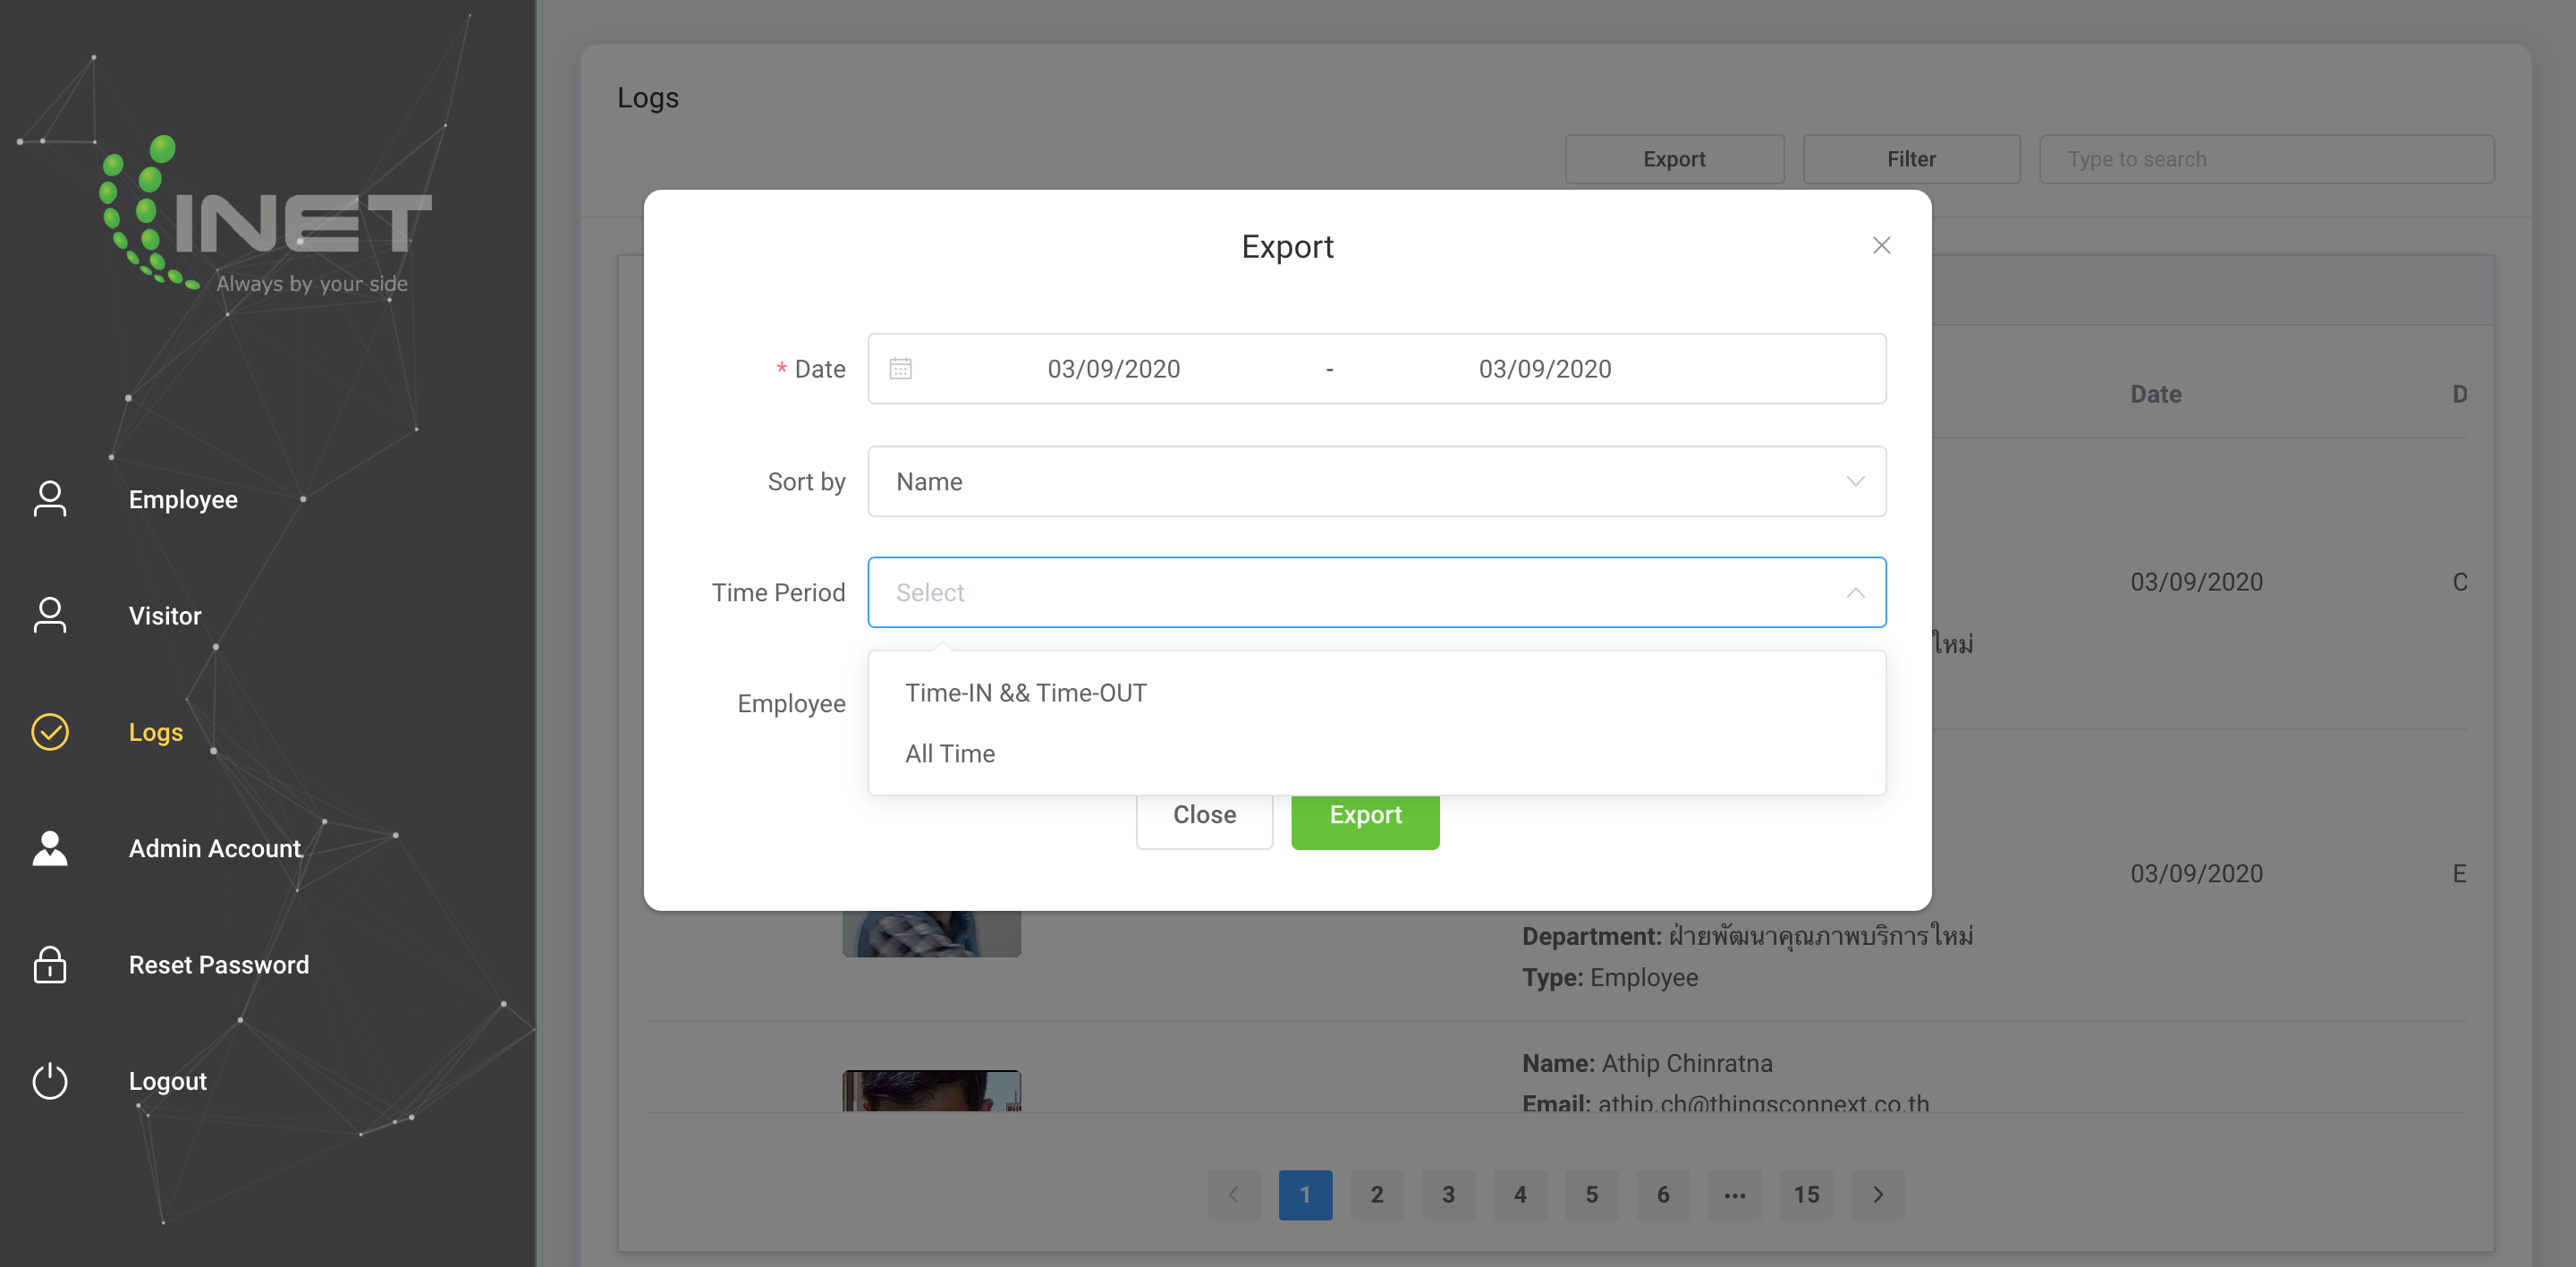 INET
Always by your side
Employee
Visitor
Logs
Admin Account
Reset Password
Logout
Logs
Export
Filter
Type to search
Export
* Date
03/09/2020 - 03/09/2020
Sort by
Name
Time Period
Select
Time-IN && Time-OUT
All Time
Employee
Close
Export
Date
D
03/09/2020
C
ใหม่
03/09/2020
E
Department: ฝ่ายพัฒนาคุณภาพบริการใหม่
Type: Employee
Name: Athip Chinratna
Email: athip.ch@thingsconnext.co.th
1 2 3 4 5 6 ... 15